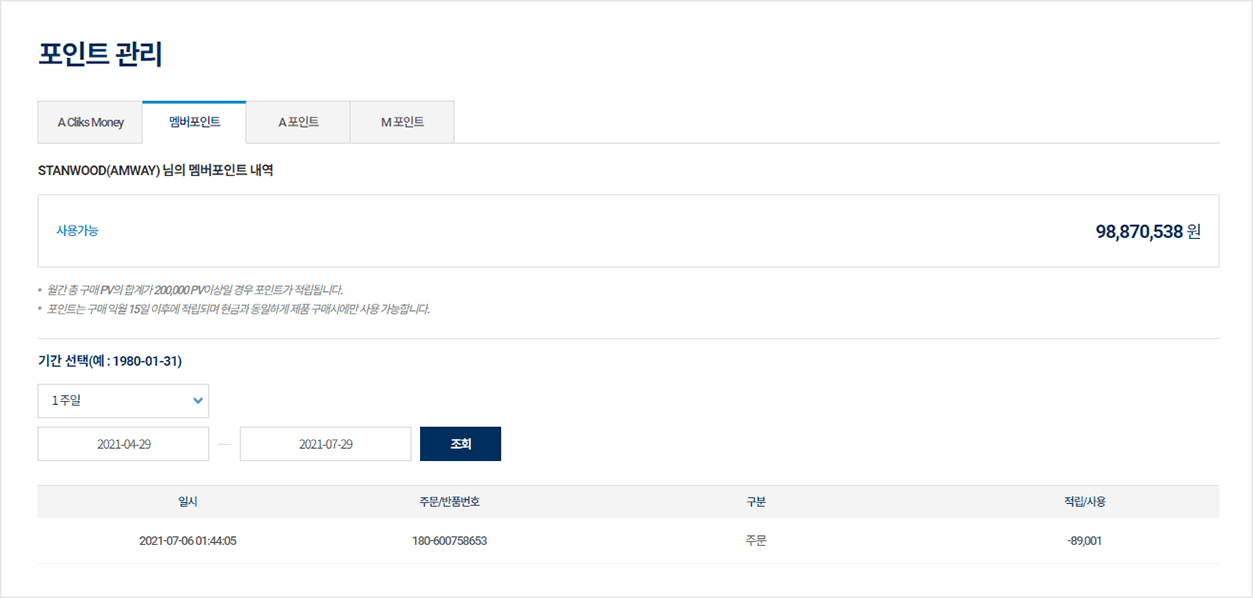 포인트 관리
A Cliks Money 멤버포인트 A 포인트 M 포인트
STANWOOD(AMWAY) 님의 멤버포인트 내역
사용가능 98,870,538 원
• 월간 총 구매 PV의 합계가 200,000 PV이상일 경우 포인트가 적립됩니다.
• 포인트는 구매 익월 15일 이후에 적립되며 현금과 동일하게 제품 구매시에만 사용 가능합니다.
기간 선택(예 : 1980-01-31)
1 주일
2021-04-29 — 2021-07-29 조회
일시 주문/반품번호 구분 적립/사용
2021-07-06 01:44:05 180-600758653 주문 -89,001